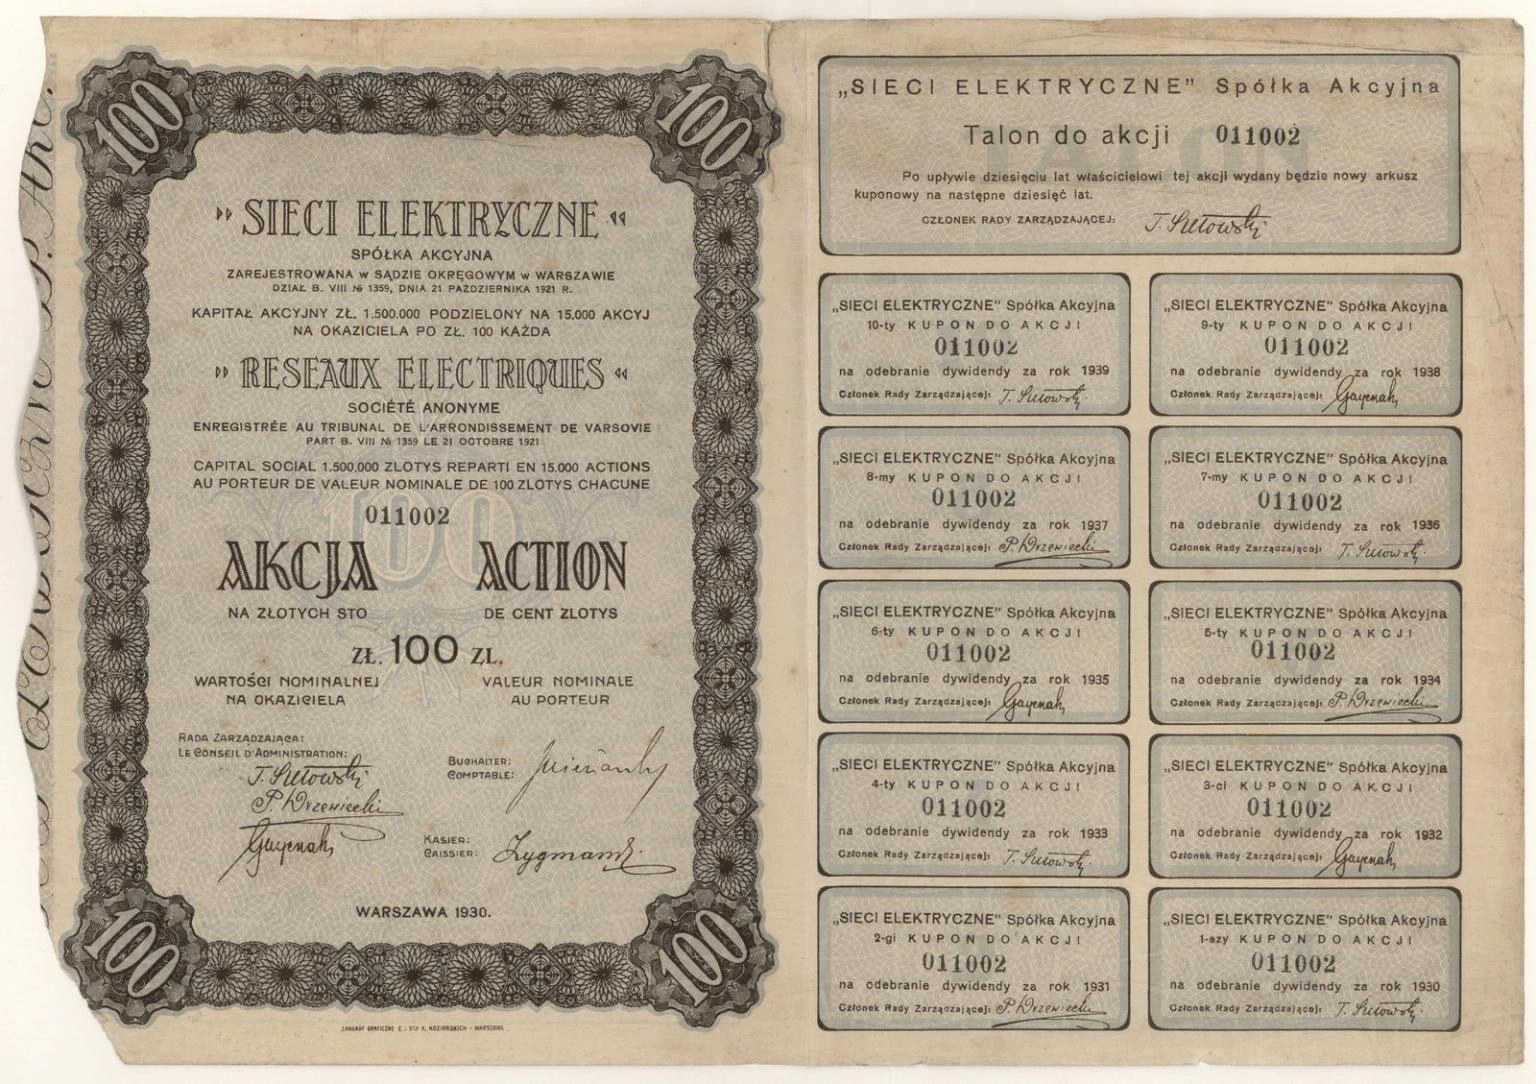 100
100
„SIECI ELEKTRYCZNE"
SPÓŁKA AKCYJNA
ZAREJESTROWANA w SĄDZIE OKRĘGOWYM w WARSZAWIE
DZIAŁ B. VIII № 1359, DNIA 21 PAŹDZIERNIKA 1921 R.
KAPITAŁ AKCYJNY ZŁ. 1.500.000 PODZIELONY NA 15.000 AKCYJ
NA OKAZICIELA PO ZŁ. 100 KAŻDA
„RESEAUX ELECTRIQUES"
SOCIÉTÉ ANONYME
ENREGISTRÉE AU TRIBUNAL DE L'ARRONDISSEMENT DE VARSOVIE
PART B. VIII № 1359 LE 21 OCTOBRE 1921
CAPITAL SOCIAL 1.500.000 ZLOTYS REPARTI EN 15.000 ACTIONS
AU PORTEUR DE VALEUR NOMINALE DE 100 ZLOTYS CHACUNE
011002
100
AKCJA ACTION
NA ZŁOTYCH STO DE CENT ZLOTYS
ZŁ. 100 ZL.
WARTOŚCI NOMINALNEJ VALEUR NOMINALE
NA OKAZICIELA AU PORTEUR
RADA ZARZĄDZAJĄCA:
LE CONSEIL D'ADMINISTRATION:
P. Drzewiecki
BUCHALTER:
COMPTABLE:
KASJER:
CAISSIER:
WARSZAWA 1930.
100
100
„SIECI ELEKTRYCZNE" Spółka Akcyjna
TALON
Talon do akcji 011002
Po upływie dziesięciu lat właścicielowi tej akcji wydany będzie nowy arkusz
kuponowy na następne dziesięć lat.
CZŁONEK RADY ZARZĄDZAJĄCEJ:
„SIECI ELEKTRYCZNE" Spółka Akcyjna
10-ty KUPON DO AKCJI
011002
na odebranie dywidendy za rok 1939
Członek Rady Zarządzającej:
„SIECI ELEKTRYCZNE" Spółka Akcyjna
9-ty KUPON DO AKCJI
011002
na odebranie dywidendy za rok 1938
Członek Rady Zarządzającej:
„SIECI ELEKTRYCZNE" Spółka Akcyjna
8-my KUPON DO AKCJI
011002
na odebranie dywidendy za rok 1937
Członek Rady Zarządzającej: P. Drzewiecki
„SIECI ELEKTRYCZNE" Spółka Akcyjna
7-my KUPON DO AKCJI
011002
na odebranie dywidendy za rok 1936
Członek Rady Zarządzającej:
„SIECI ELEKTRYCZNE" Spółka Akcyjna
6-ty KUPON DO AKCJI
011002
na odebranie dywidendy za rok 1935
Członek Rady Zarządzającej:
„SIECI ELEKTRYCZNE" Spółka Akcyjna
5-ty KUPON DO AKCJI
011002
na odebranie dywidendy za rok 1934
Członek Rady Zarządzającej: P. Drzewiecki
„SIECI ELEKTRYCZNE" Spółka Akcyjna
4-ty KUPON DO AKCJI
011002
na odebranie dywidendy za rok 1933
Członek Rady Zarządzającej:
„SIECI ELEKTRYCZNE" Spółka Akcyjna
3-ci KUPON DO AKCJI
011002
na odebranie dywidendy za rok 1932
Członek Rady Zarządzającej:
„SIECI ELEKTRYCZNE" Spółka Akcyjna
2-gi KUPON DO AKCJI
011002
na odebranie dywidendy za rok 1931
Członek Rady Zarządzającej: P. Drzewiecki
„SIECI ELEKTRYCZNE" Spółka Akcyjna
1-szy KUPON DO AKCJI
011002
na odebranie dywidendy za rok 1930
Członek Rady Zarządzającej: